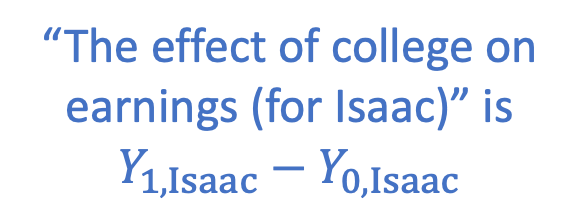 “The effect of college on
earnings (for Isaac)” is
Y₁,Isaac − Y₀,Isaac